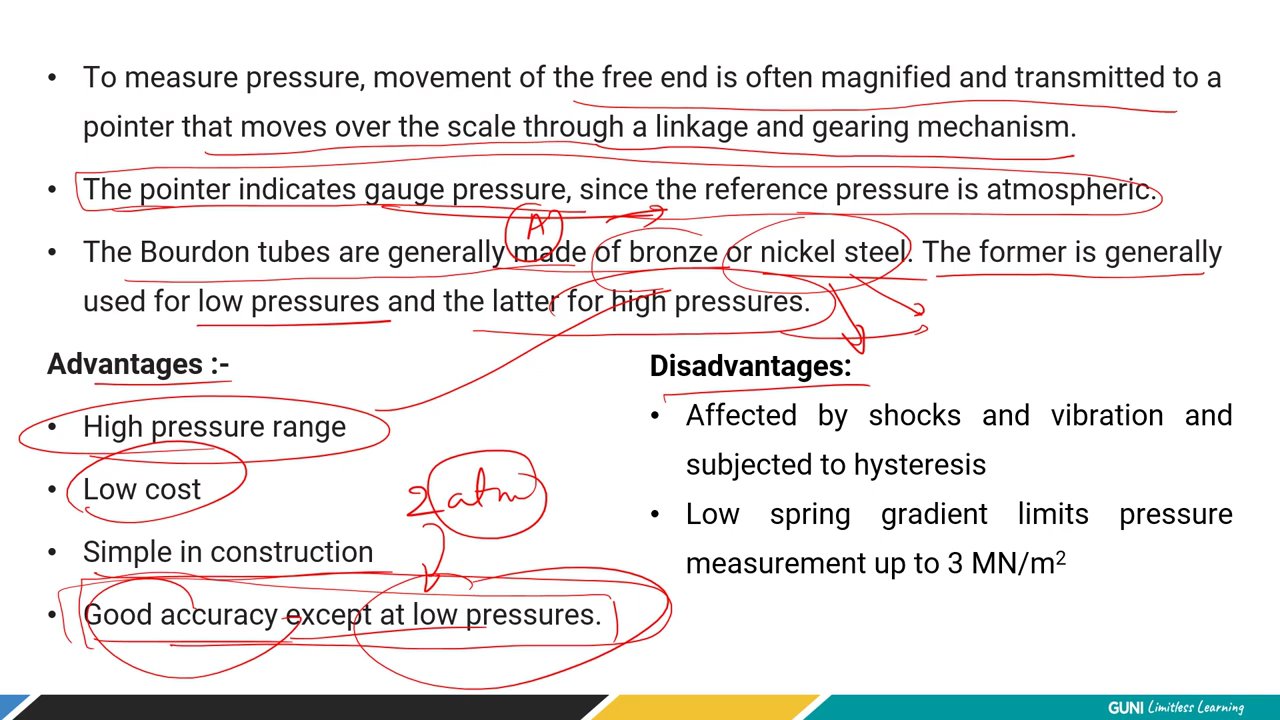 • To measure pressure, movement of the free end is often magnified and transmitted to a
pointer that moves over the scale through a linkage and gearing mechanism.
• The pointer indicates gauge pressure, since the reference pressure is atmospheric.
A
• The Bourdon tubes are generally made of bronze or nickel steel. The former is generally
used for low pressures and the latter for high pressures.
Advantages :-
• High pressure range
• Low cost
2 atm
• Simple in construction
• Good accuracy except at low pressures.
Disadvantages:
• Affected by shocks and vibration and
subjected to hysteresis
• Low spring gradient limits pressure
measurement up to 3 MN/m²
GUNI Limitless Learning